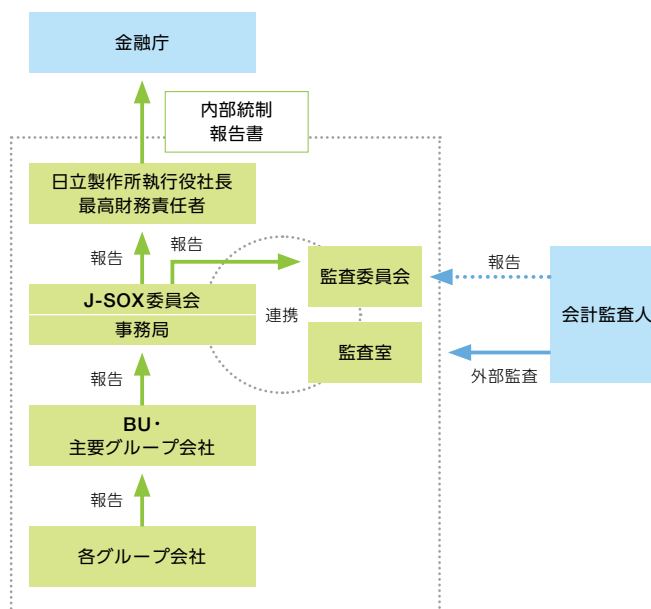 金融庁
内部統制
報告書
日立製作所執行役社長
最高財務責任者
報告
報告
J-SOX委員会
事務局
連携
監査委員会
監査室
報告
会計監査人
外部監査
報告
BU・
主要グループ会社
報告
各グループ会社